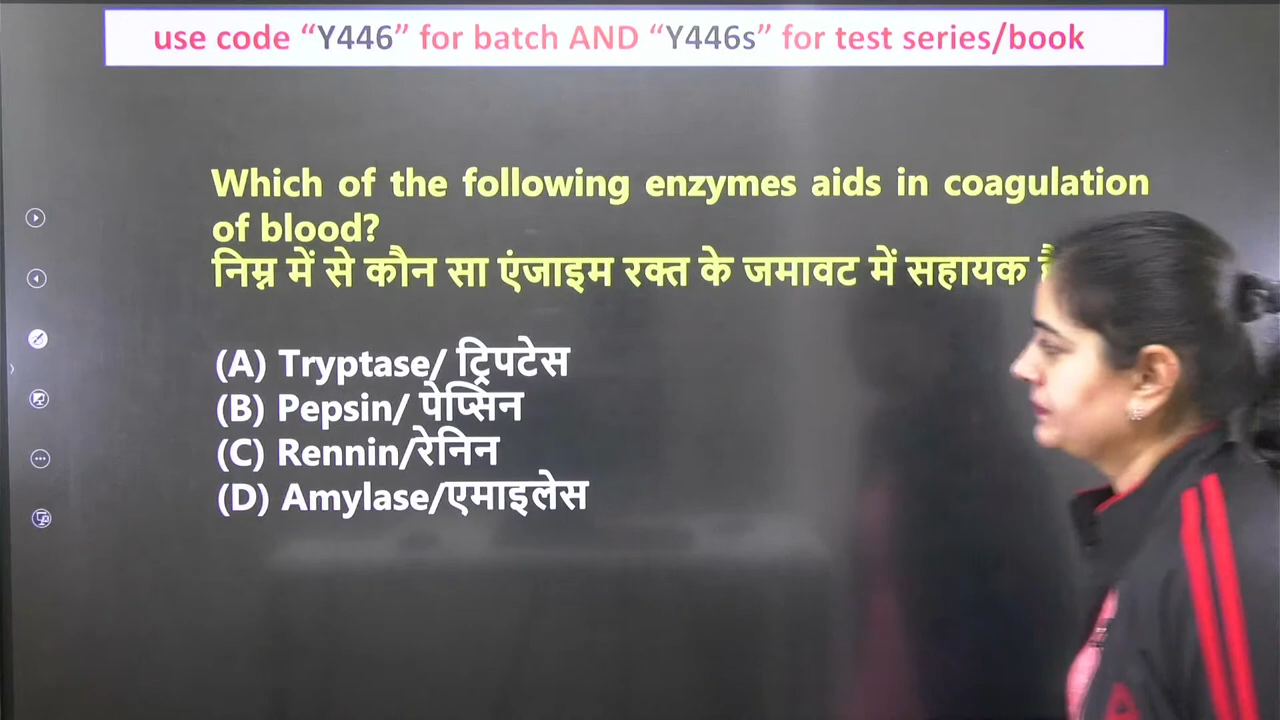 use code “Y446” for batch AND “Y446s” for test series/book
Which of the following enzymes aids in coagulation
of blood?
निम्न में से कौन सा एंजाइम रक्त के जमावट में सहायक
(A) Tryptase/ ट्रिपटेस
(B) Pepsin/ पेप्सिन
(C) Rennin/रेनिन
(D) Amylase/एमाइलेस